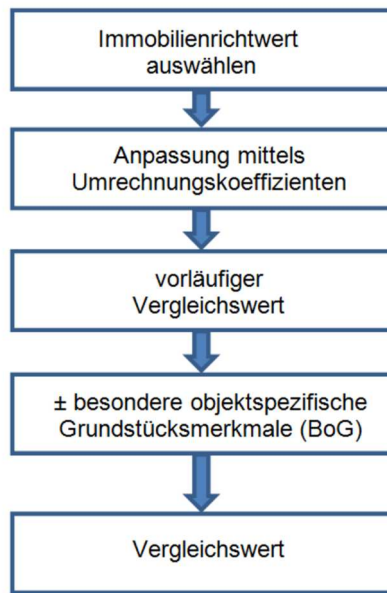 Immobilienrichtwert
auswählen
Anpassung mittels
Umrechnungskoeffizienten
vorläufiger
Vergleichswert
± besondere objektspezifische
Grundstücksmerkmale (BoG)
Vergleichswert